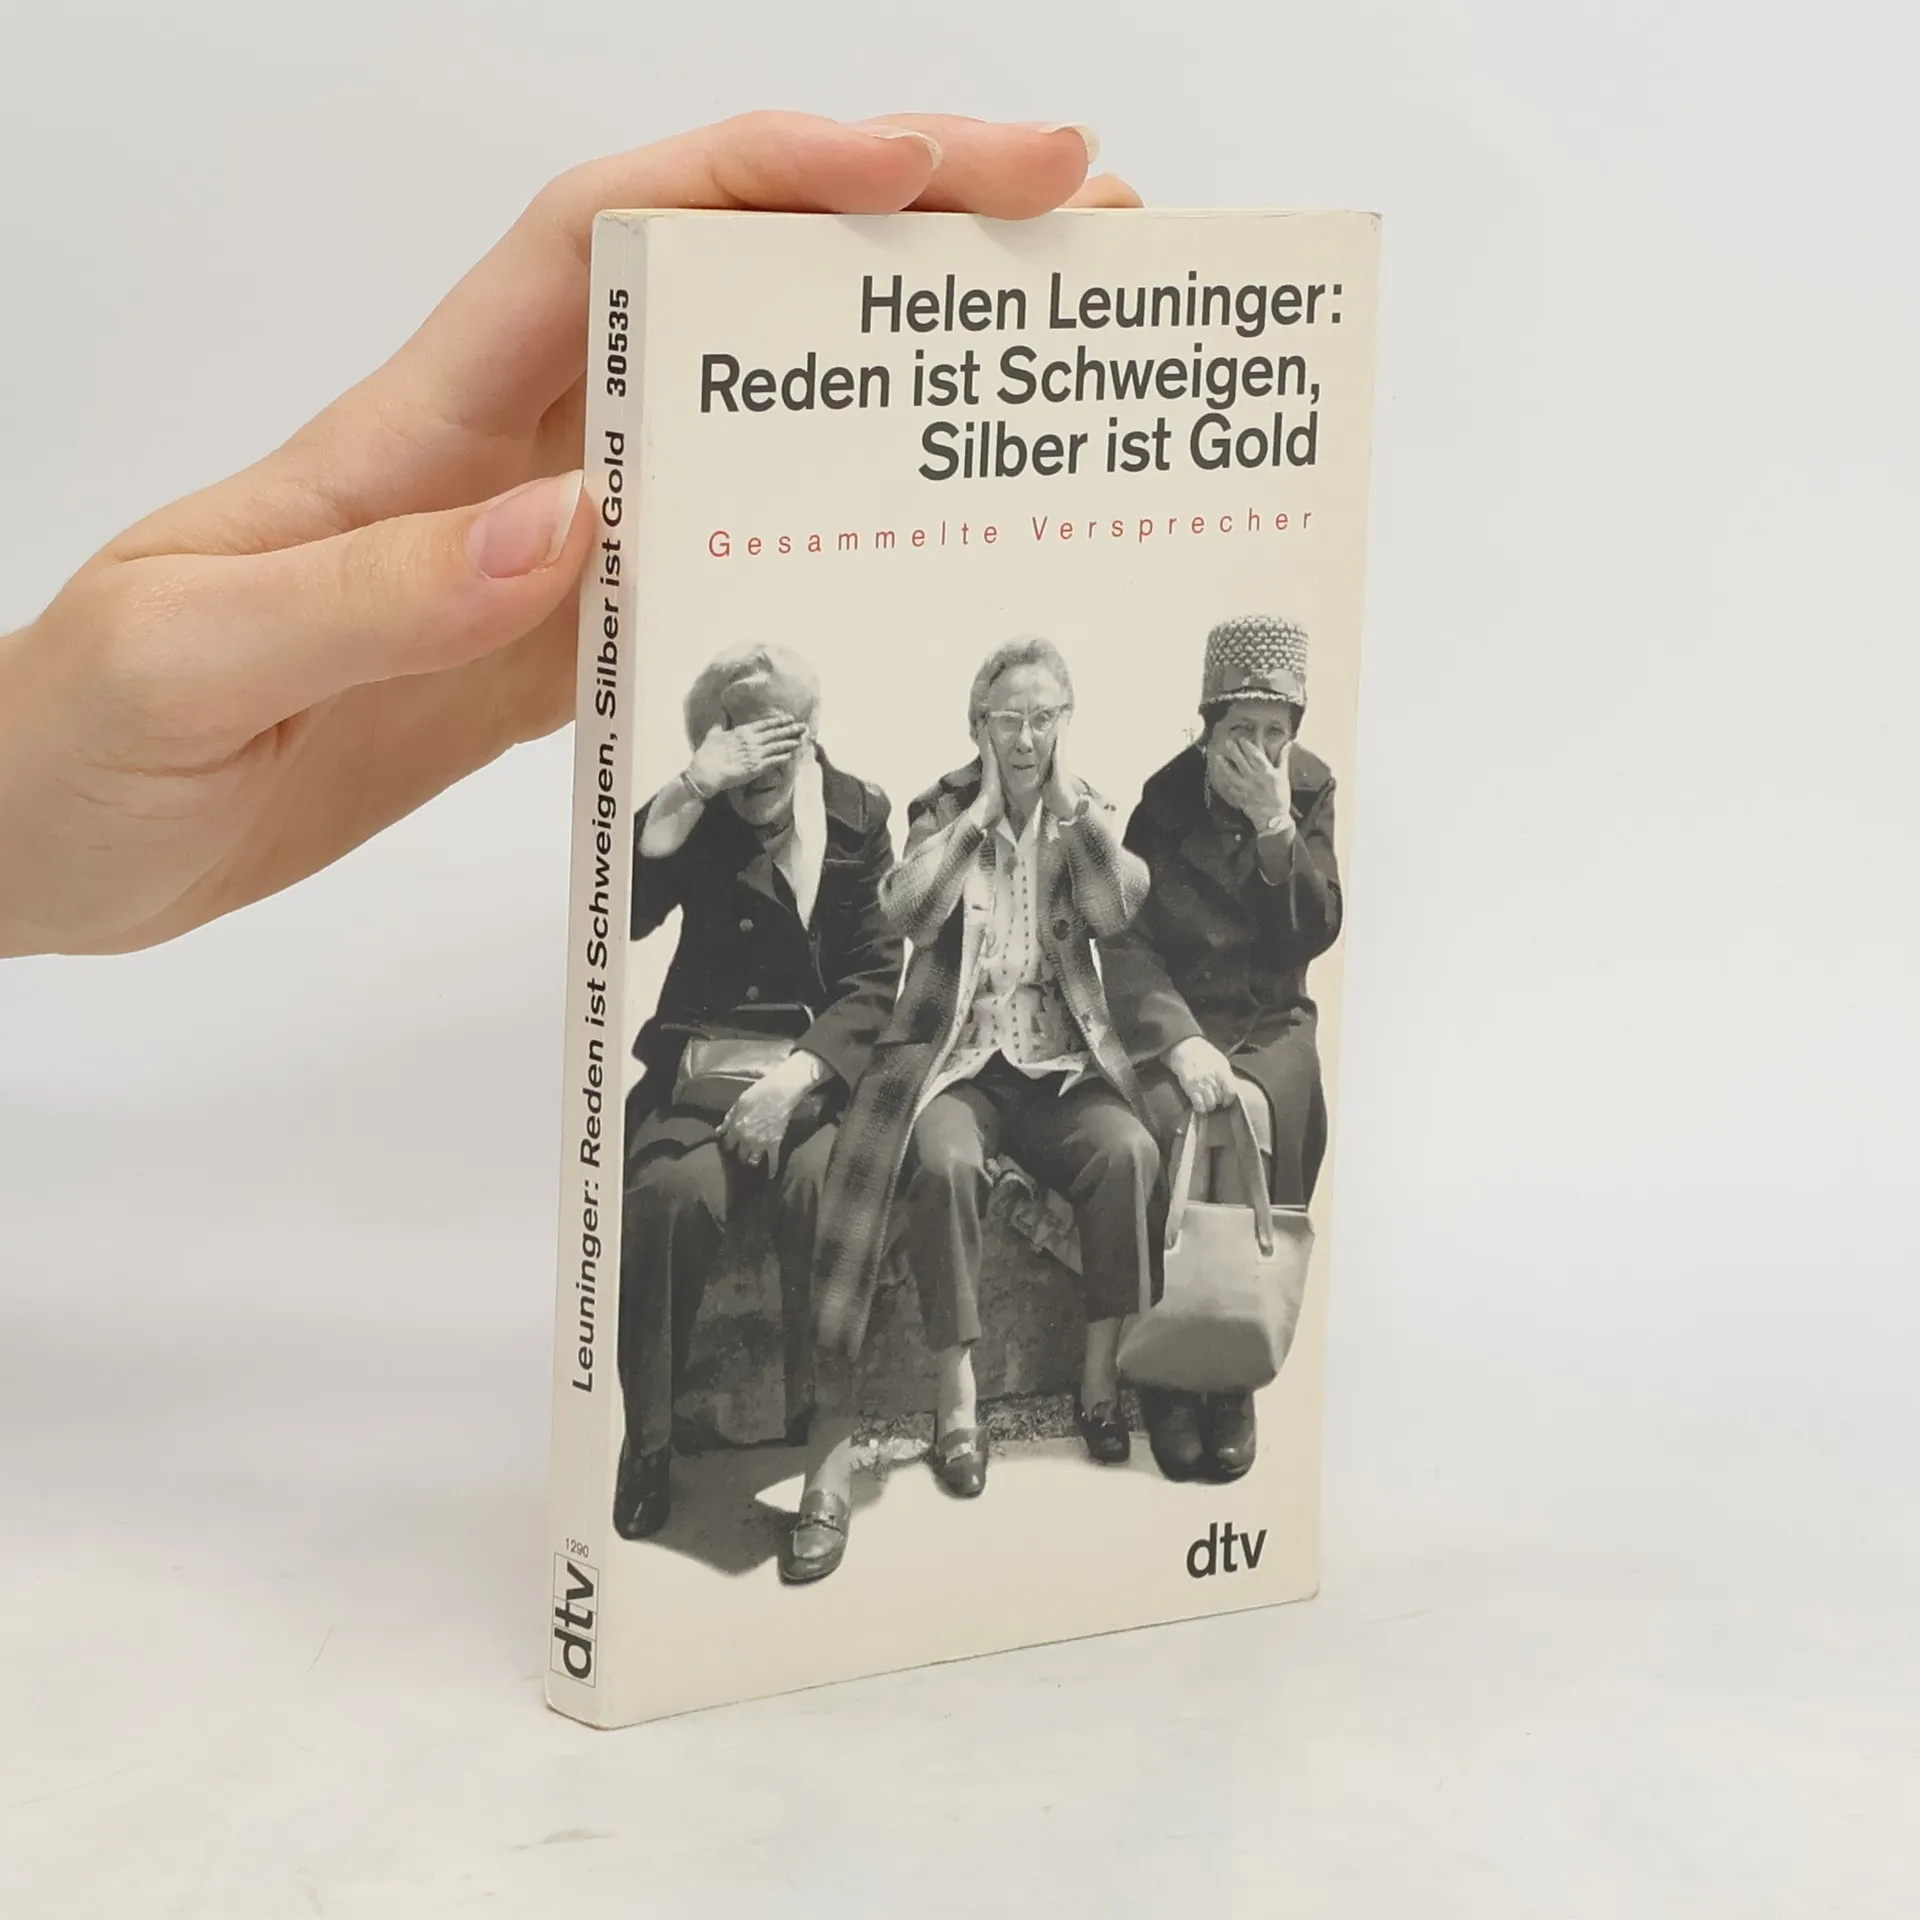 Helen Leuninger:
Reden ist Schweigen,
Silber ist Gold
Gesammelte Versprecher
dtv
Leuninger: Reden ist Schweigen, Silber ist Gold 30535
1290
dtv